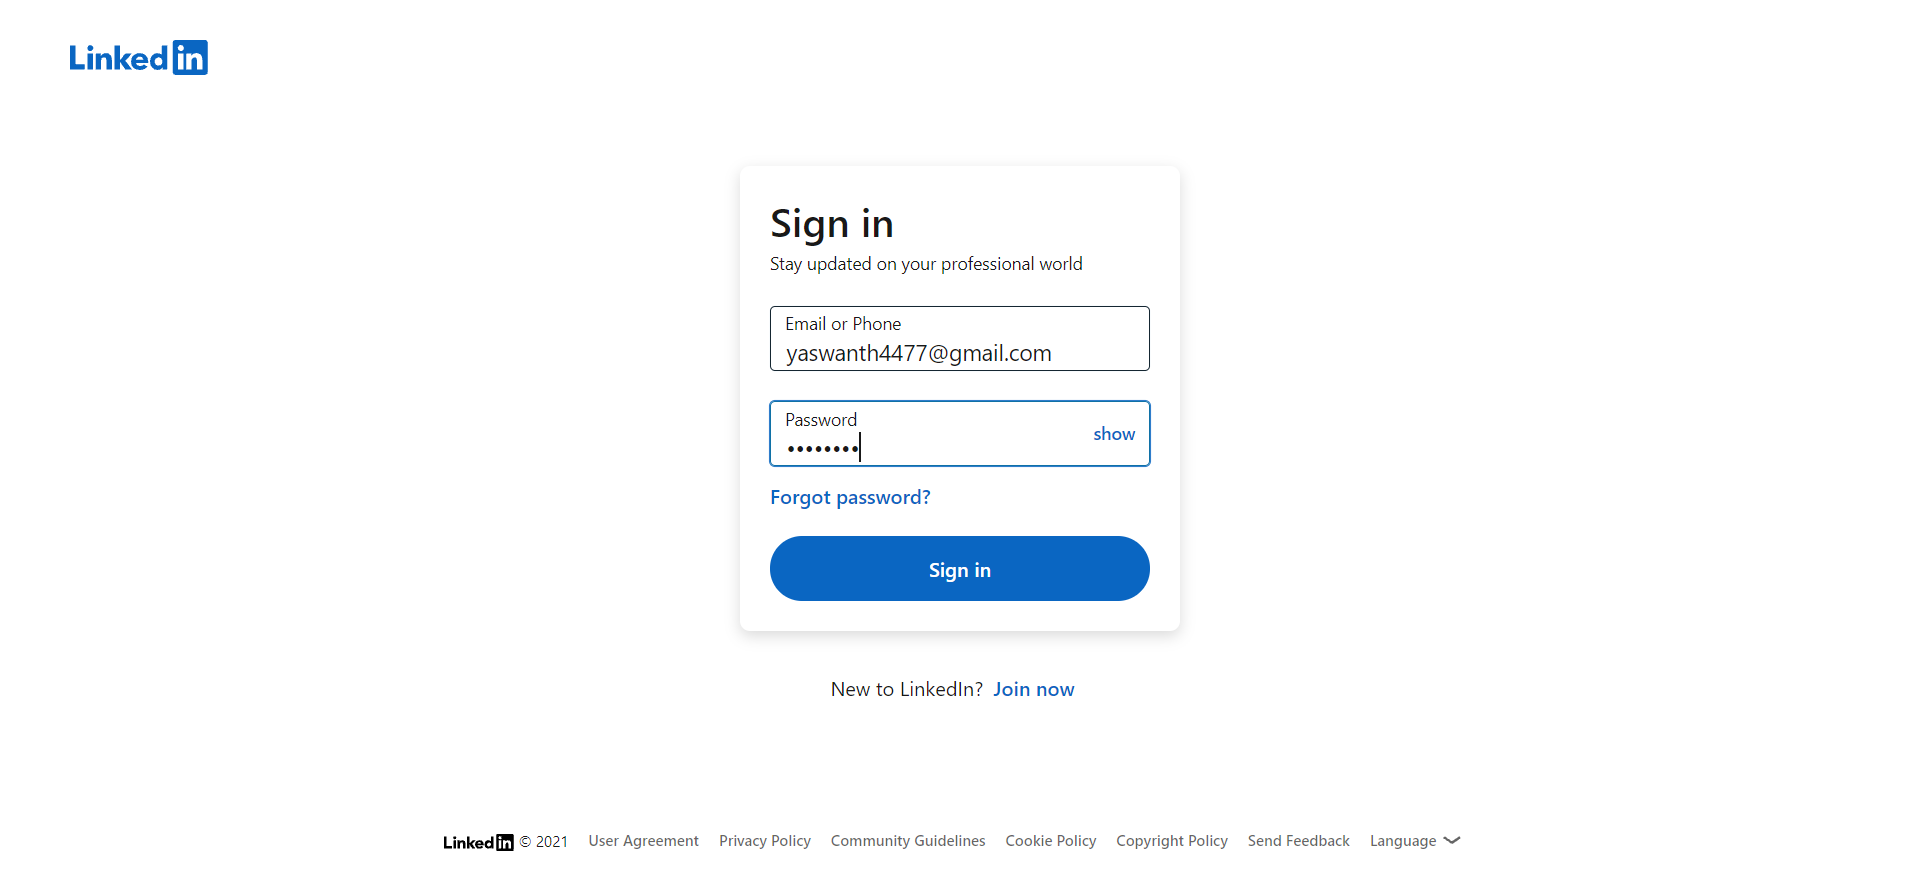 LinkedIn
Sign in
Stay updated on your professional world
Email or Phone
yaswanth4477@gmail.com
Password
••••••••
show
Forgot password?
Sign in
New to LinkedIn? Join now
LinkedIn © 2021 User Agreement Privacy Policy Community Guidelines Cookie Policy Copyright Policy Send Feedback Language